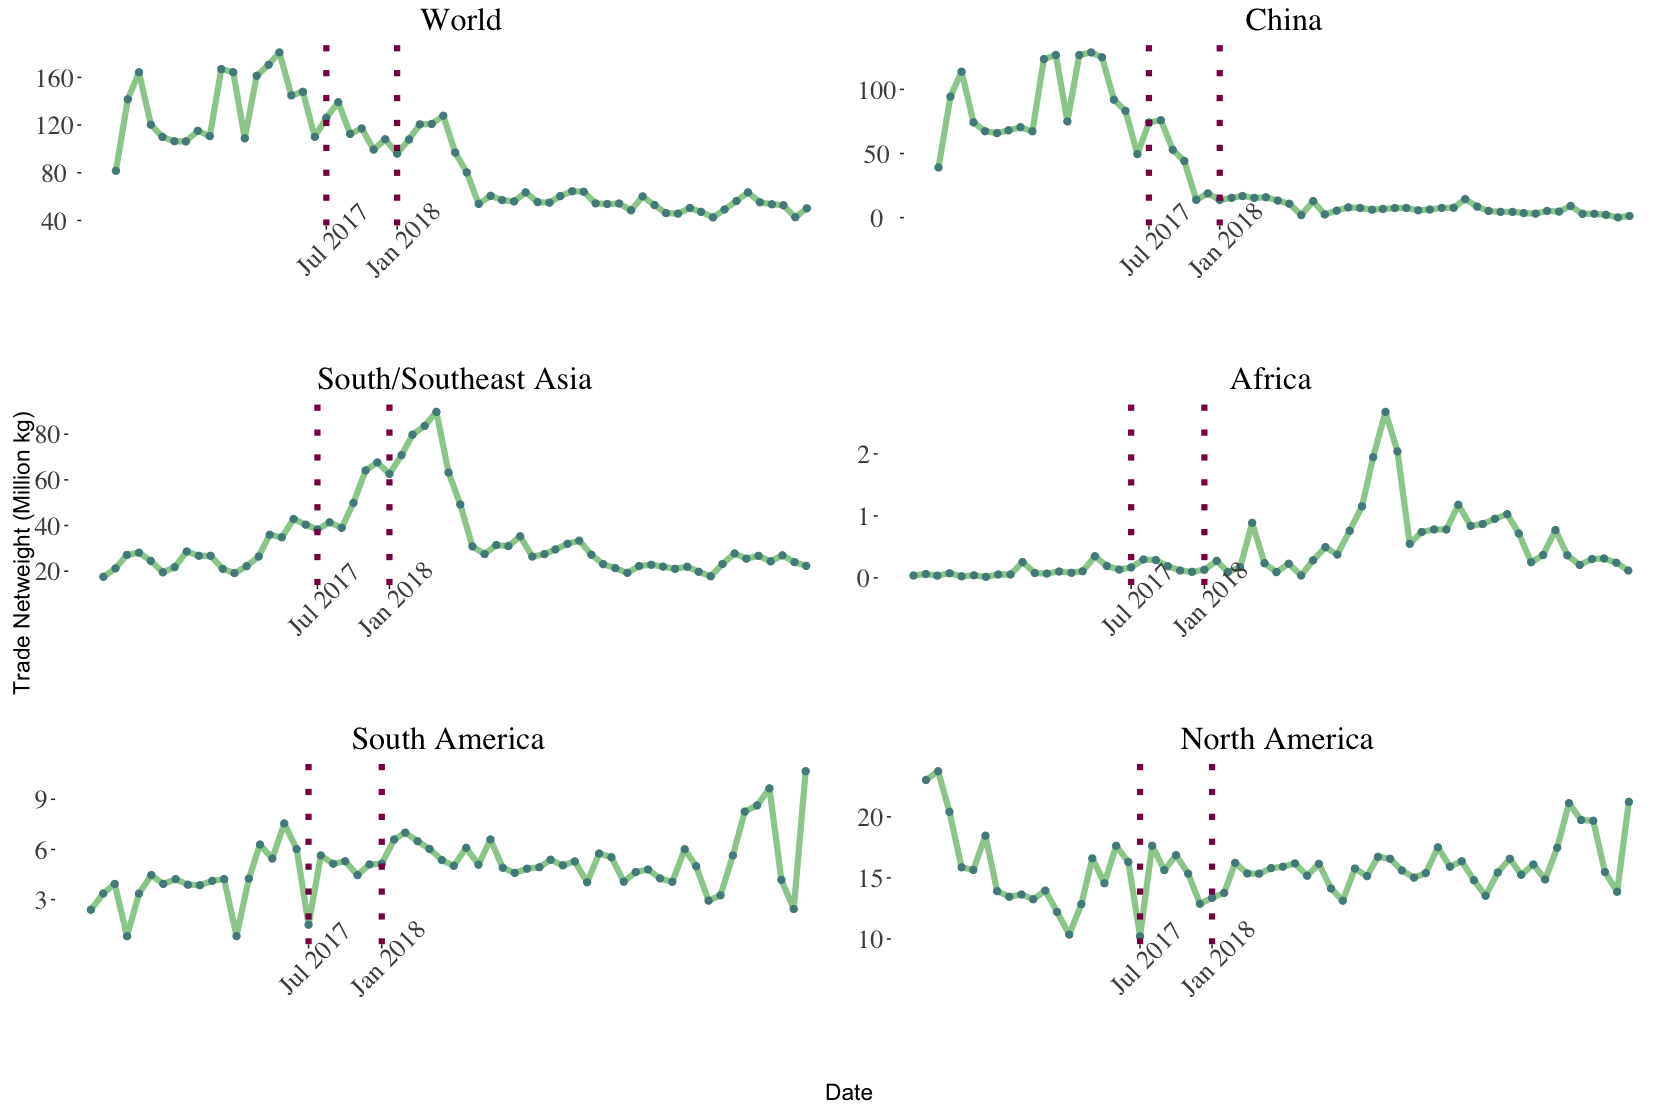 World
160
120
80
40
Jul 2017
Jan 2018
China
100
50
0
Jul 2017
Jan 2018
Trade Netweight (Million kg)
South/Southeast Asia
80
60
40
20
Jul 2017
Jan 2018
Africa
2
1
0
Jul 2017
Jan 2018
South America
9
6
3
Jul 2017
Jan 2018
North America
20
15
10
Jul 2017
Jan 2018
Date